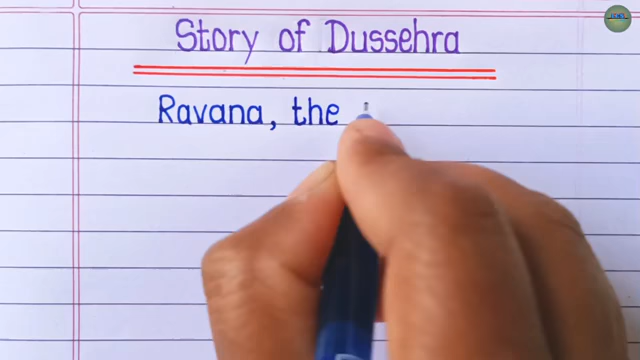 Story of Dussehra
Ravana, the